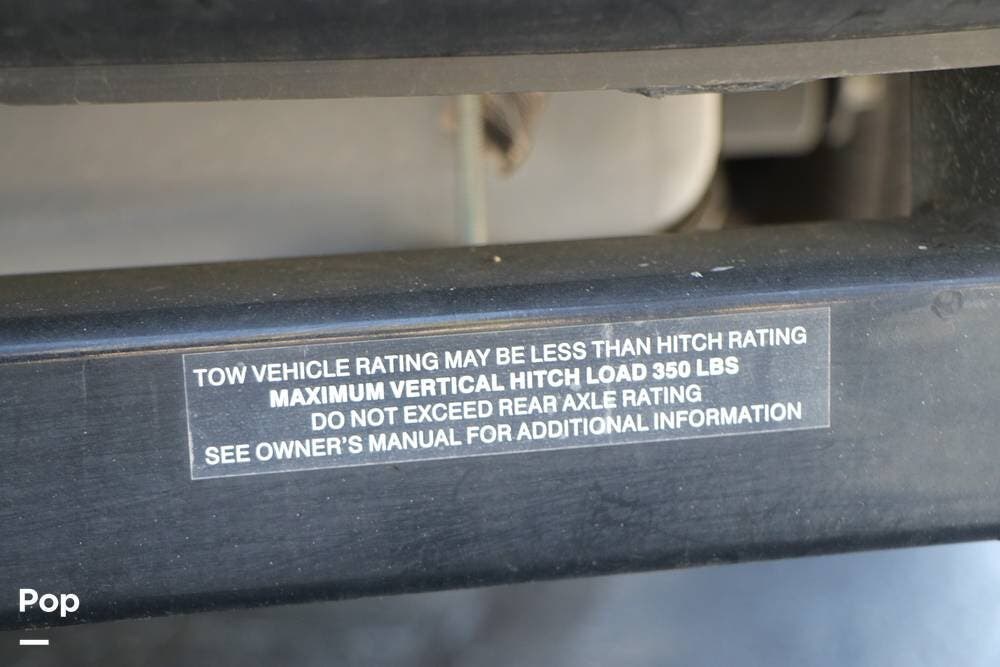 TOW VEHICLE RATING MAY BE LESS THAN HITCH RATING
MAXIMUM VERTICAL HITCH LOAD 350 LBS
DO NOT EXCEED REAR AXLE RATING
SEE OWNER'S MANUAL FOR ADDITIONAL INFORMATION
Pop